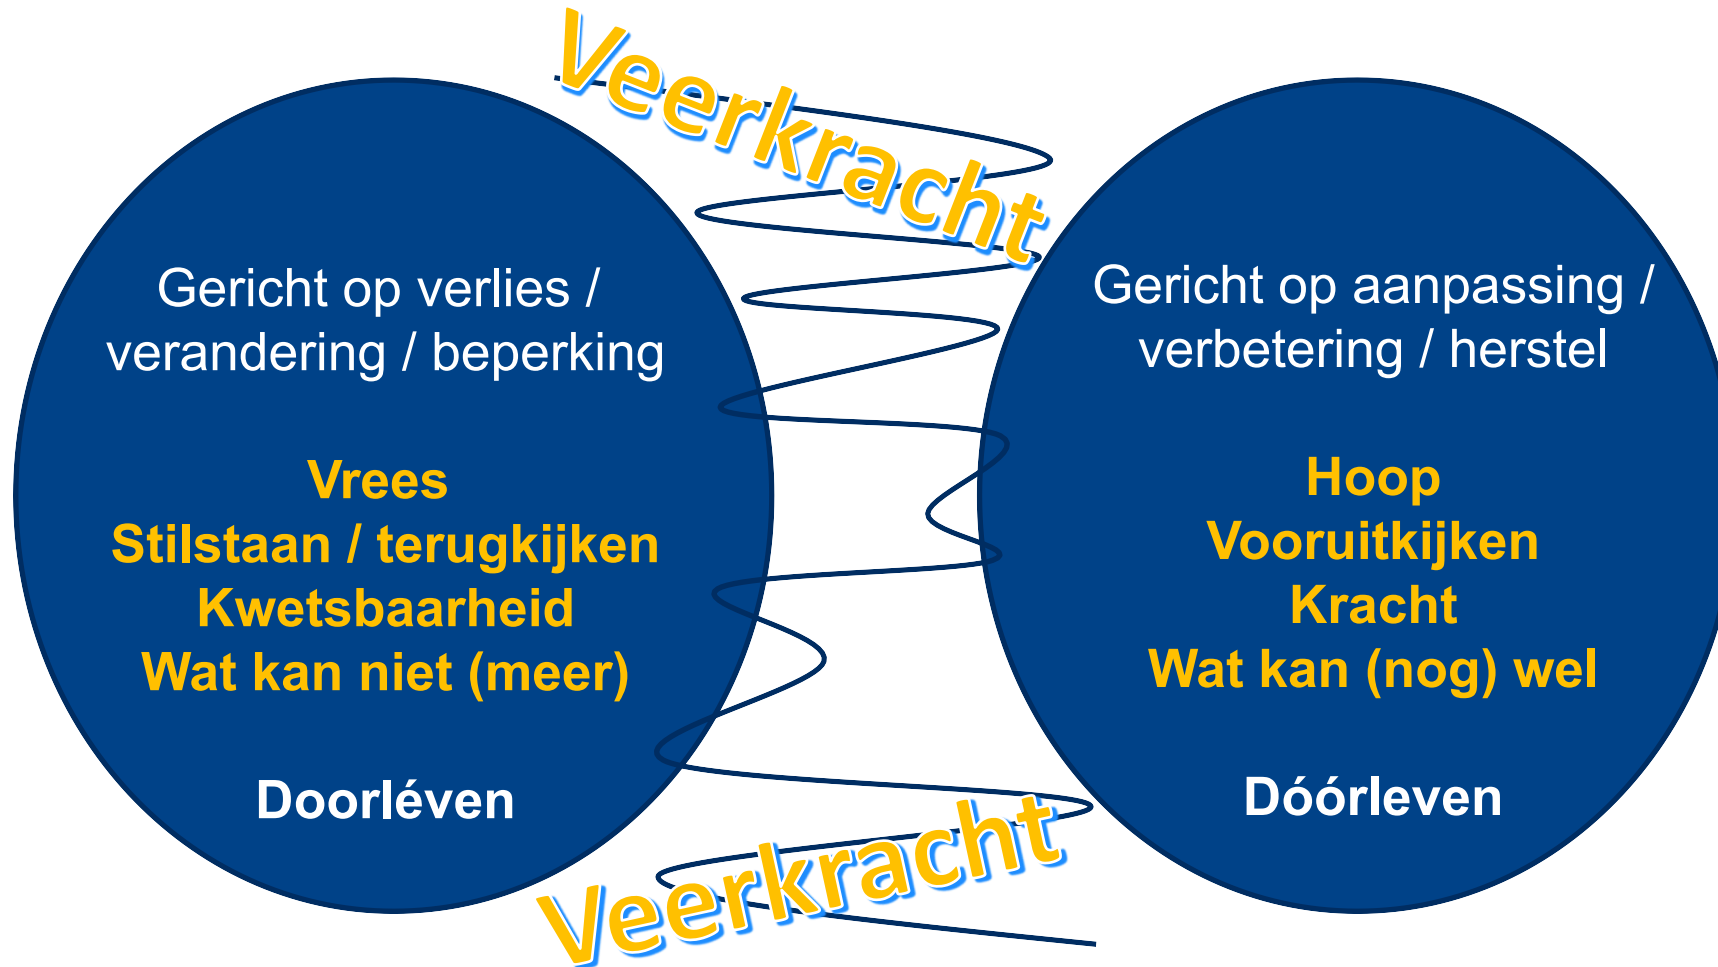 Veerkracht
Gericht op verlies /
verandering / beperking
Vrees
Stilstaan / terugkijken
Kwetsbaarheid
Wat kan niet (meer)
Doorléven
Gericht op aanpassing /
verbetering / herstel
Hoop
Vooruitkijken
Kracht
Wat kan (nog) wel
Dóórleven
Veerkracht